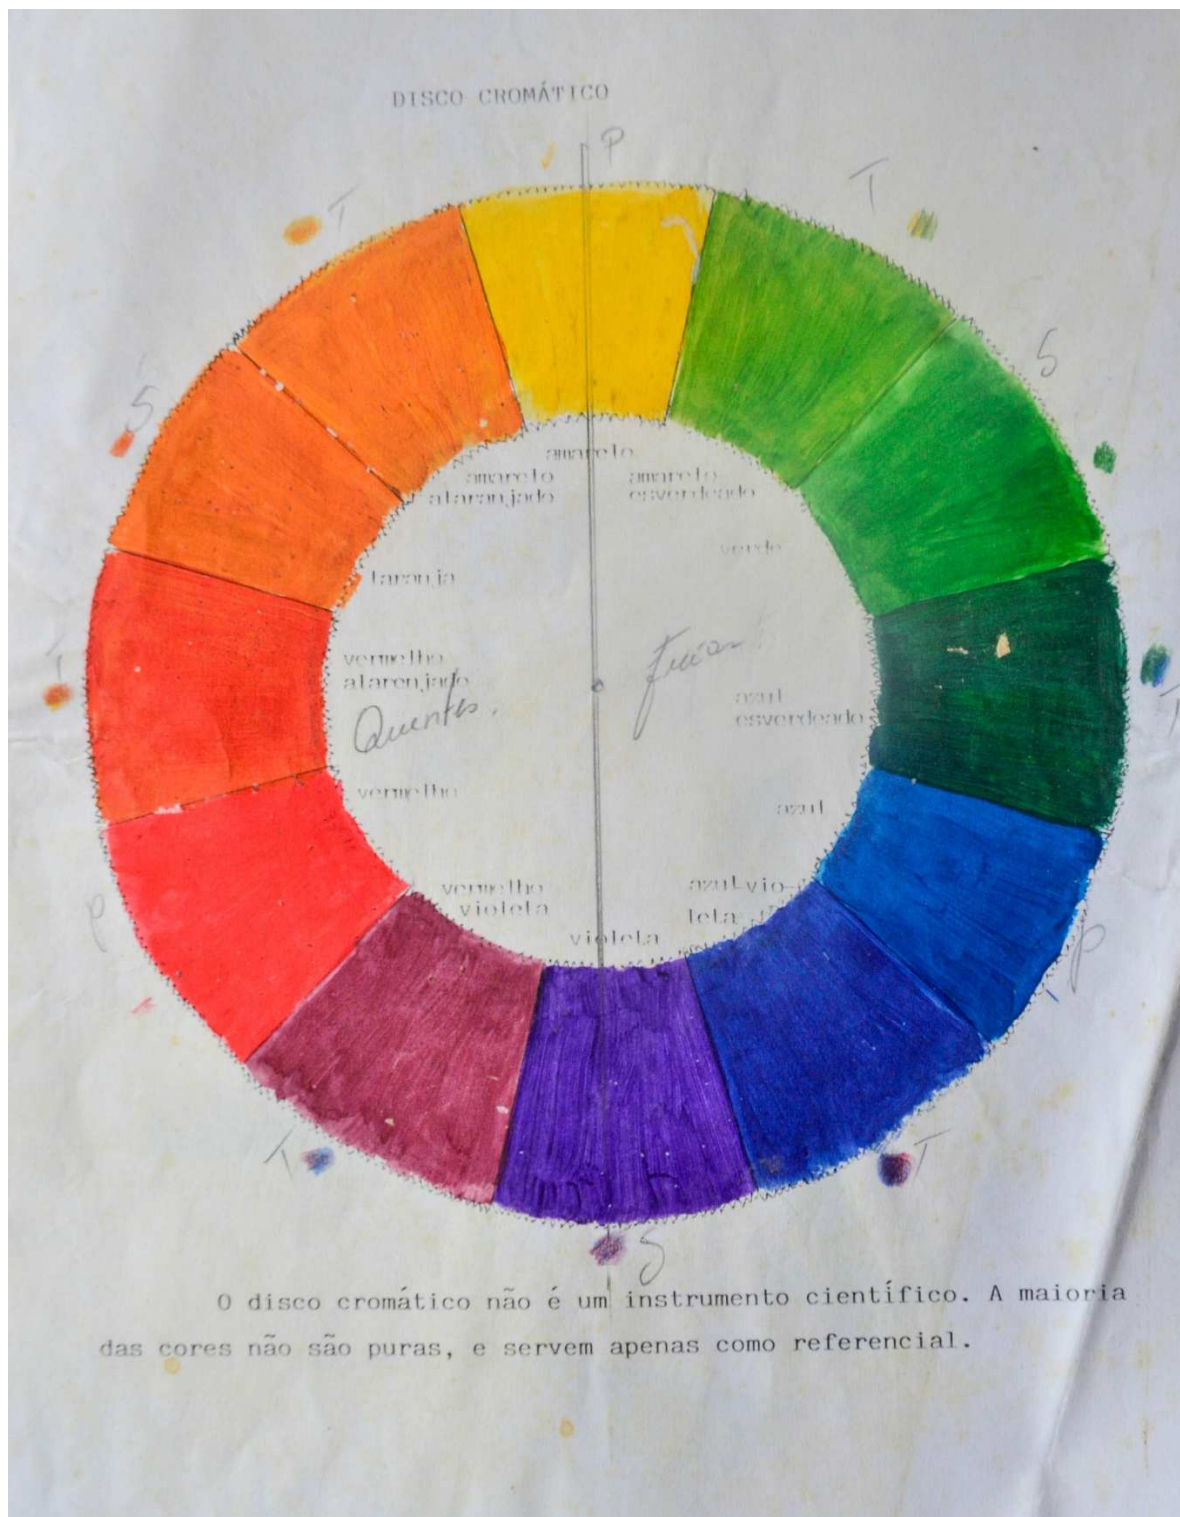 DISCO CROMÁTICO
P
T
T
S
S
amarelo
amarelo
alaranjado
amarelo
esverdeado
verde
laranja
vermelho
alarenjado
Quentes.
T
azul
esverdeado
T
vermelho
azul
P
P
vermelho
violeta
azul-vio-
leta
violeta
T
T
S
O disco cromático não é um instrumento científico. A maioria
das cores não são puras, e servem apenas como referencial.